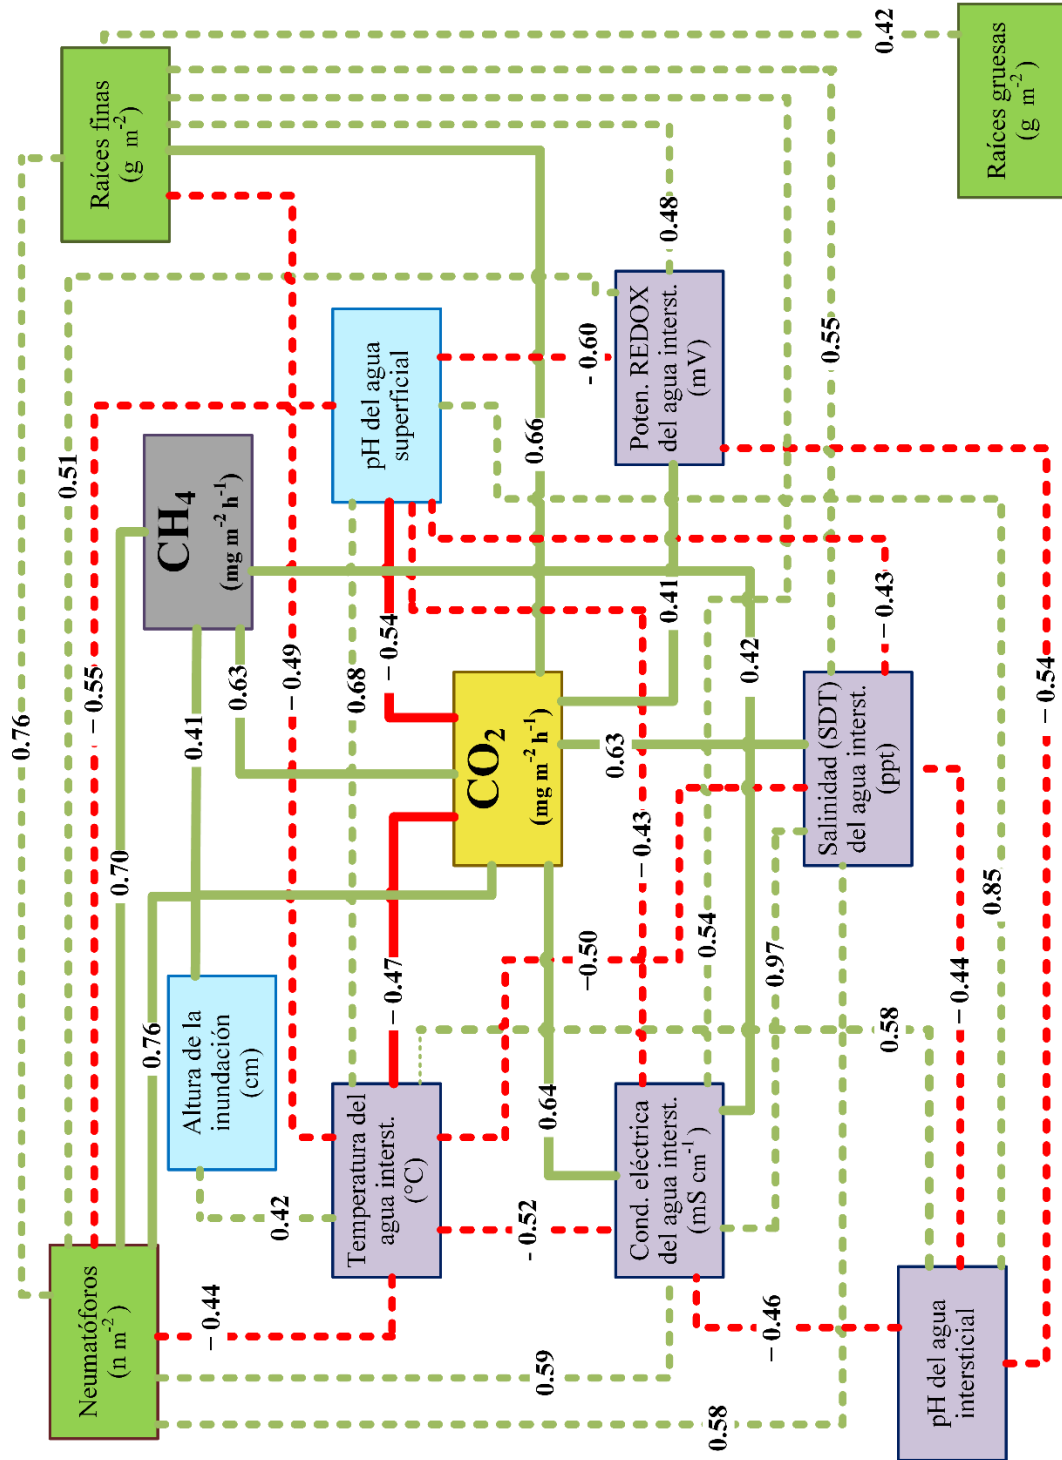 Neumatóforos
(n m⁻²)
Raíces finas
(g m⁻²)
Raíces gruesas
(g m⁻²)
CH₄
(mg m⁻² h⁻¹)
Altura de la
inundación
(cm)
pH del agua
superficial
Temperatura del
agua interst.
(°C)
CO₂
(mg m⁻² h⁻¹)
Cond. eléctrica
del agua interst.
(mS cm⁻¹)
Poten. REDOX
del agua interst.
(mV)
Salinidad (SDT)
del agua interst.
(ppt)
pH del agua
intersticial
0.76
0.51
– 0.55
0.70
0.76
0.42
0.41
0.63
– 0.49
0.68
– 0.54
– 0.47
0.66
0.48
- 0.60
0.42
– 0.44
0.59
0.58
- 0.52
0.64
–0.50
– 0.43
0.63
0.41
0.42
0.54
0.55
0.97
0.58
– 0.43
– 0.46
– 0.44
0.85
– 0.54